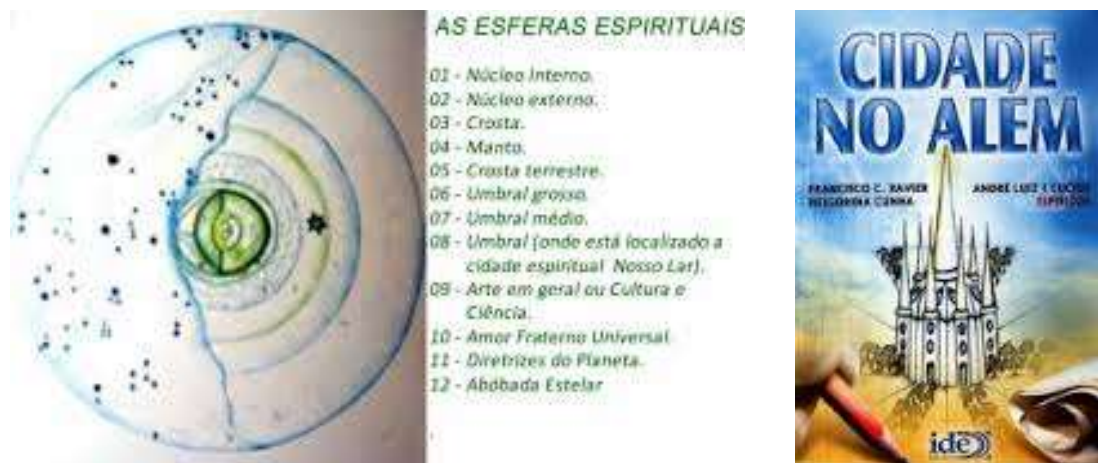 AS ESFERAS ESPIRITUAIS
01 - Núcleo Interno.
02 - Núcleo externo.
03 - Crosta.
04 - Manto.
05 - Crosta terrestre.
06 - Umbral grosso.
07 - Umbral médio.
08 - Umbral (onde está localizado a
cidade espiritual Nosso Lar).
09 - Arte em geral ou Cultura e
Ciência.
10 - Amor Fraterno Universal.
11 - Diretrizes do Planeta.
12 - Abóbada Estelar
CIDADE
NO ALÉM
FRANCISCO C. XAVIER
HEIGORINA CUNHA
ANDRÉ LUIZ E LUCIUS
ESPÍRITOS
ide